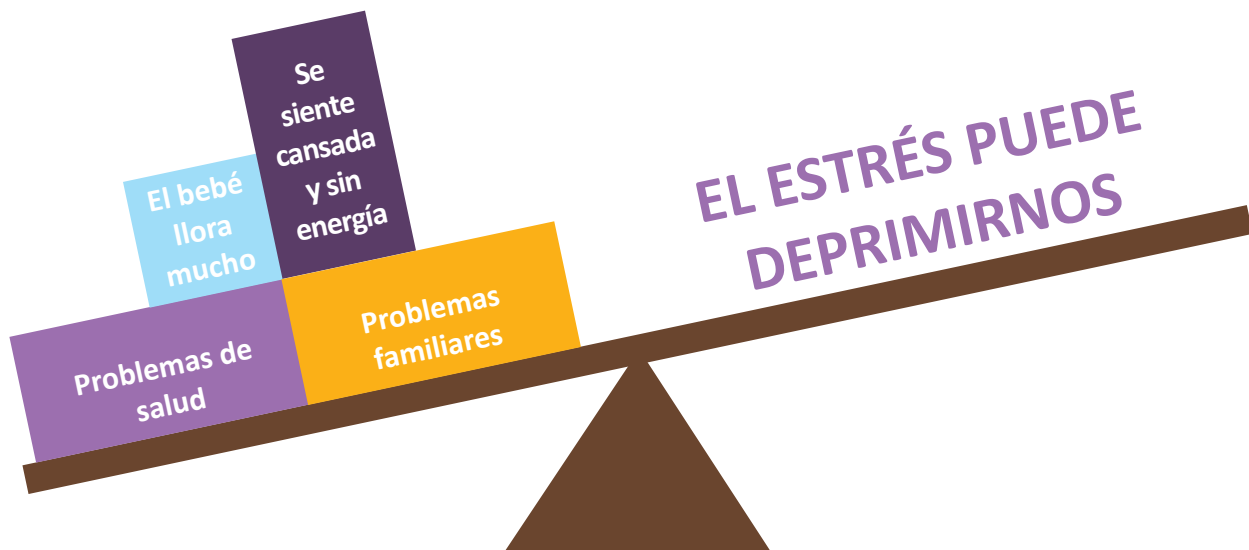 Se
siente
cansada
y sin
energía
El bebé
llora
mucho
Problemas de
salud
Problemas
familiares
EL ESTRÉS PUEDE
DEPRIMIRNOS